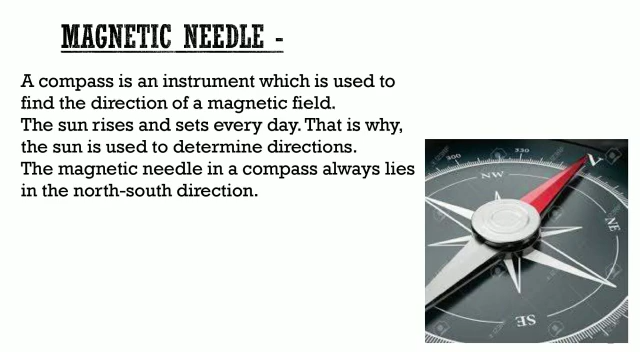 MAGNETIC NEEDLE -
A compass is an instrument which is used to
find the direction of a magnetic field.
The sun rises and sets every day. That is why,
the sun is used to determine directions.
The magnetic needle in a compass always lies
in the north-south direction.
300
330
NW
NE
SE